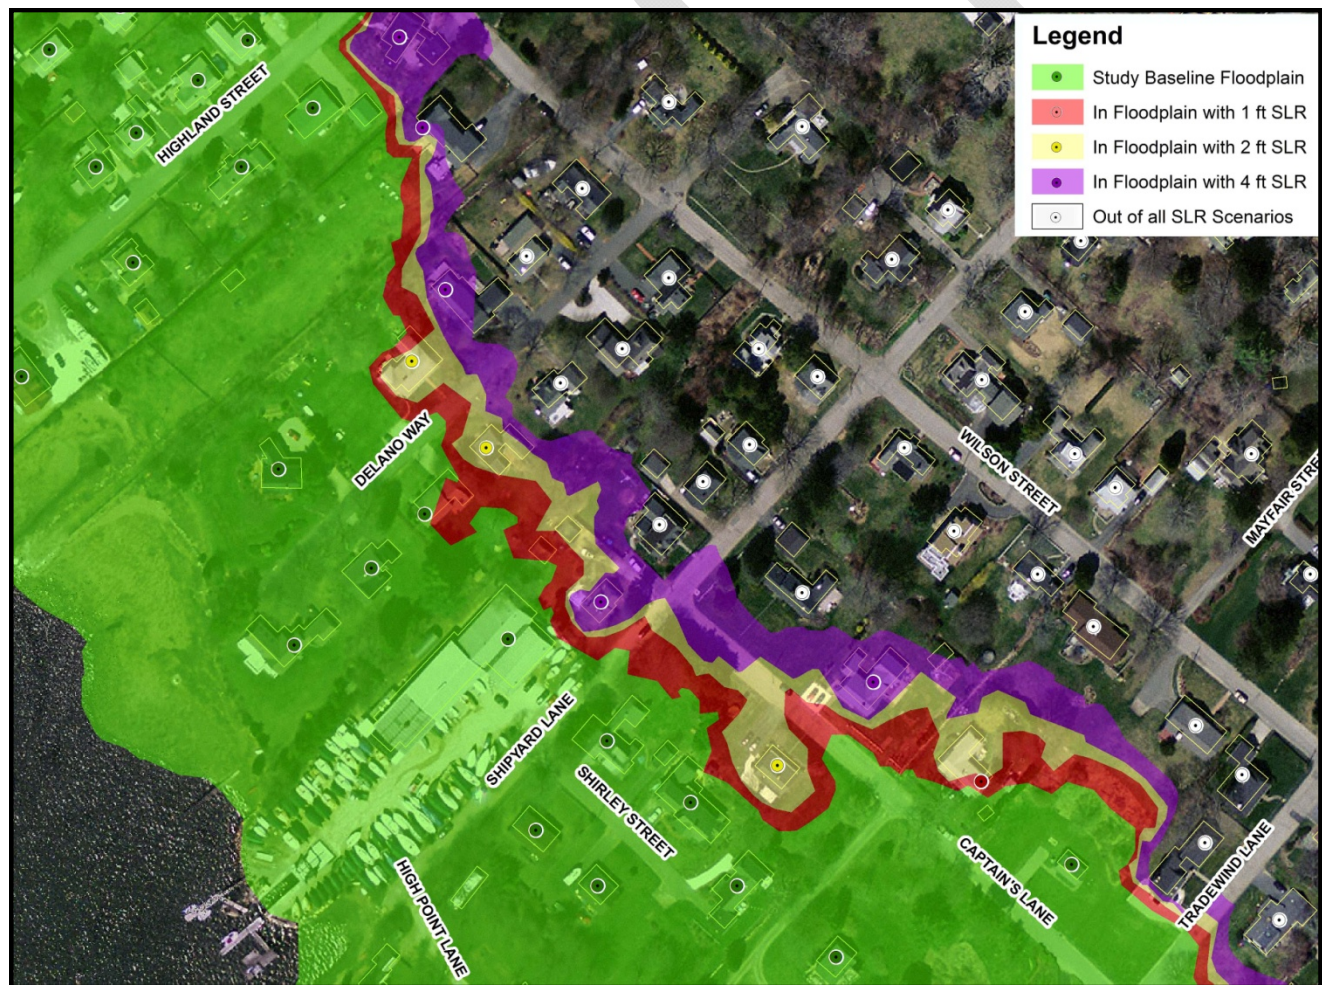 Legend
Study Baseline Floodplain
In Floodplain with 1 ft SLR
In Floodplain with 2 ft SLR
In Floodplain with 4 ft SLR
Out of all SLR Scenarios
HIGHLAND STREET
DELANO WAY
WILSON STREET
MAYFAIR STRE
SHIPYARD LANE
SHIRLEY STREET
HIGH POINT LANE
CAPTAIN'S LANE
TRADEWIND LANE